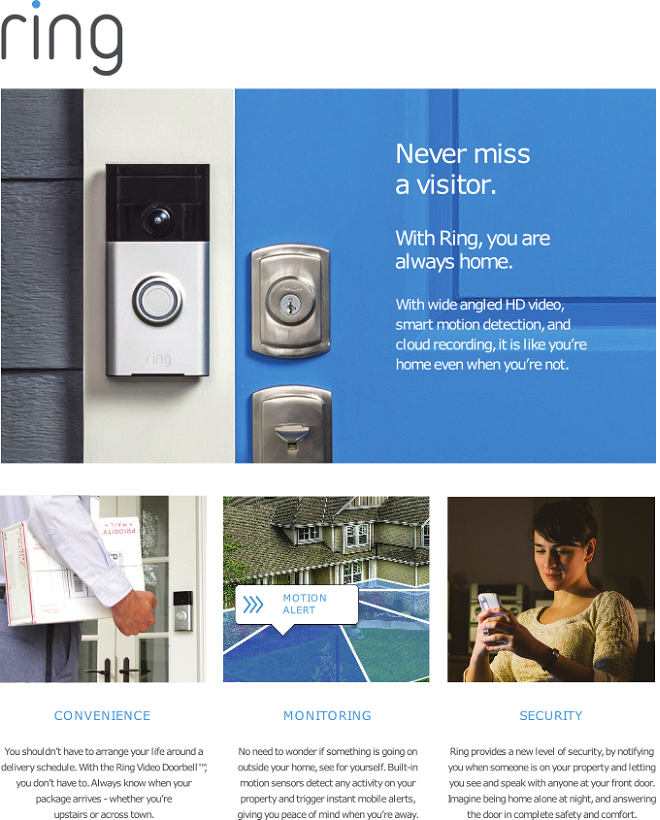 ring
Never miss
a visitor.
With Ring, you are
always home.
With wide angled HD video,
smart motion detection, and
cloud recording, it is like you're
home even when you're not.
ring
PRIORITY
MAIL
P
MOTION
ALERT
CONVENIENCE
You shouldn't have to arrange your life around a
delivery schedule. With the Ring Video Doorbell™,
you don't have to. Always know when your
package arrives - whether you're
upstairs or across town.
MONITORING
No need to wonder if something is going on
outside your home, see for yourself. Built-in
motion sensors detect any activity on your
property and trigger instant mobile alerts,
giving you peace of mind when you're away.
SECURITY
Ring provides a new level of security, by notifying
you when someone is on your property and letting
you see and speak with anyone at your front door.
Imagine being home alone at night, and answering
the door in complete safety and comfort.